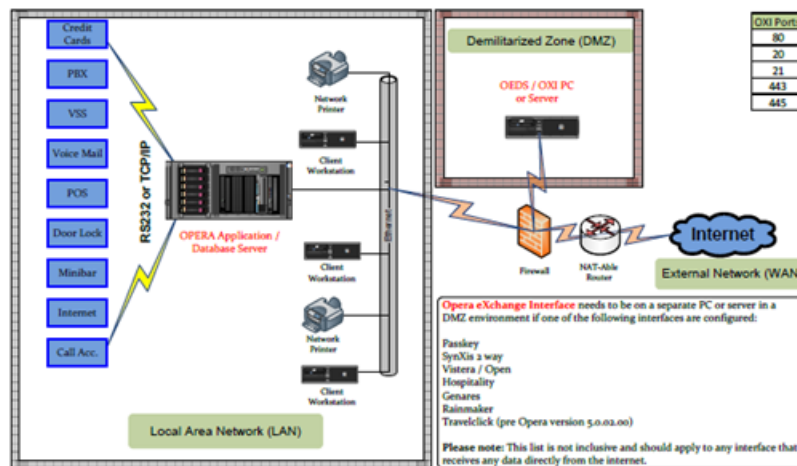 Credit
Cards
PBX
VSS
Voice Mail
POS
Door Lock
Minibar
Internet
Call Acc.
RS232 or TCP/IP
OPERA Application /
Database Server
Network
Printer
Client
Workstation
Ethernet
Client
Workstation
Network
Printer
Client
Workstation
Local Area Network (LAN)
Demilitarized Zone (DMZ)
OEDS / OXI PC
or Server
OXI Ports
80
20
21
443
445
Firewall
NAT-Able
Router
Internet
External Network (WAN
Opera eXchange Interface needs to be on a separate PC or server in a
DMZ environment if one of the following interfaces are configured:
Passkey
SynXis 2 way
Vistera / Open
Hospitality
Genares
Rainmaker
Travelclick (pre Opera version 5.0.02.00)
Please note: This list is not inclusive and should apply to any interface that
receives any data directly from the internet.